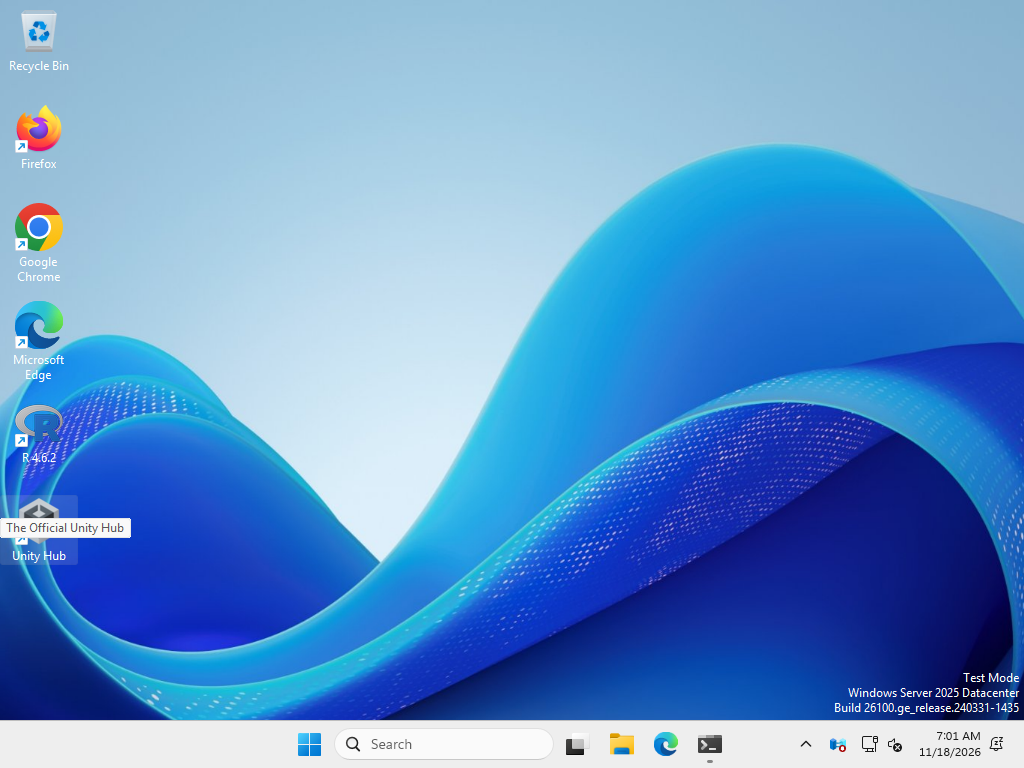 Recycle Bin
Firefox
Google
Chrome
Microsoft
Edge
R 4.6.2
The Official Unity Hub
Unity Hub
Test Mode
Windows Server 2025 Datacenter
Build 26100.ge_release.240331-1435
Search
7:01 AM
11/18/2026